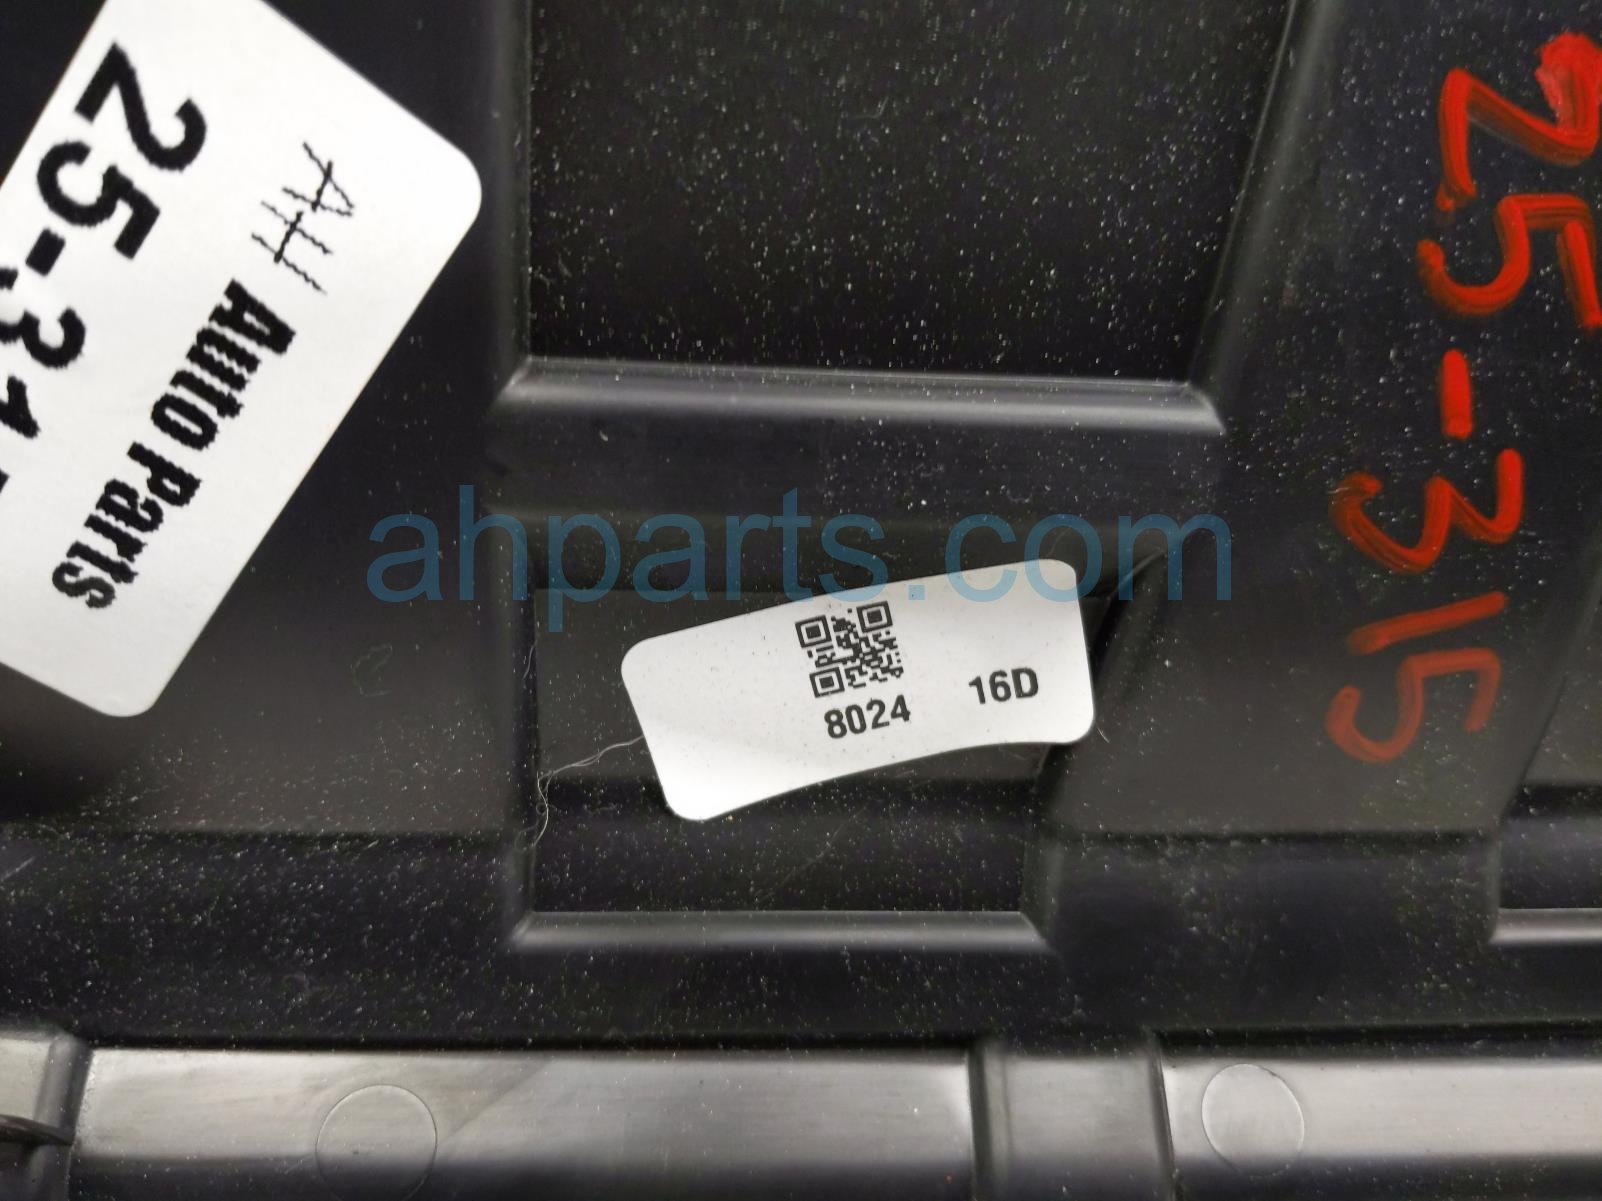 25-31
AH Auto Parts
25-315
ahparts.com
8024 16D